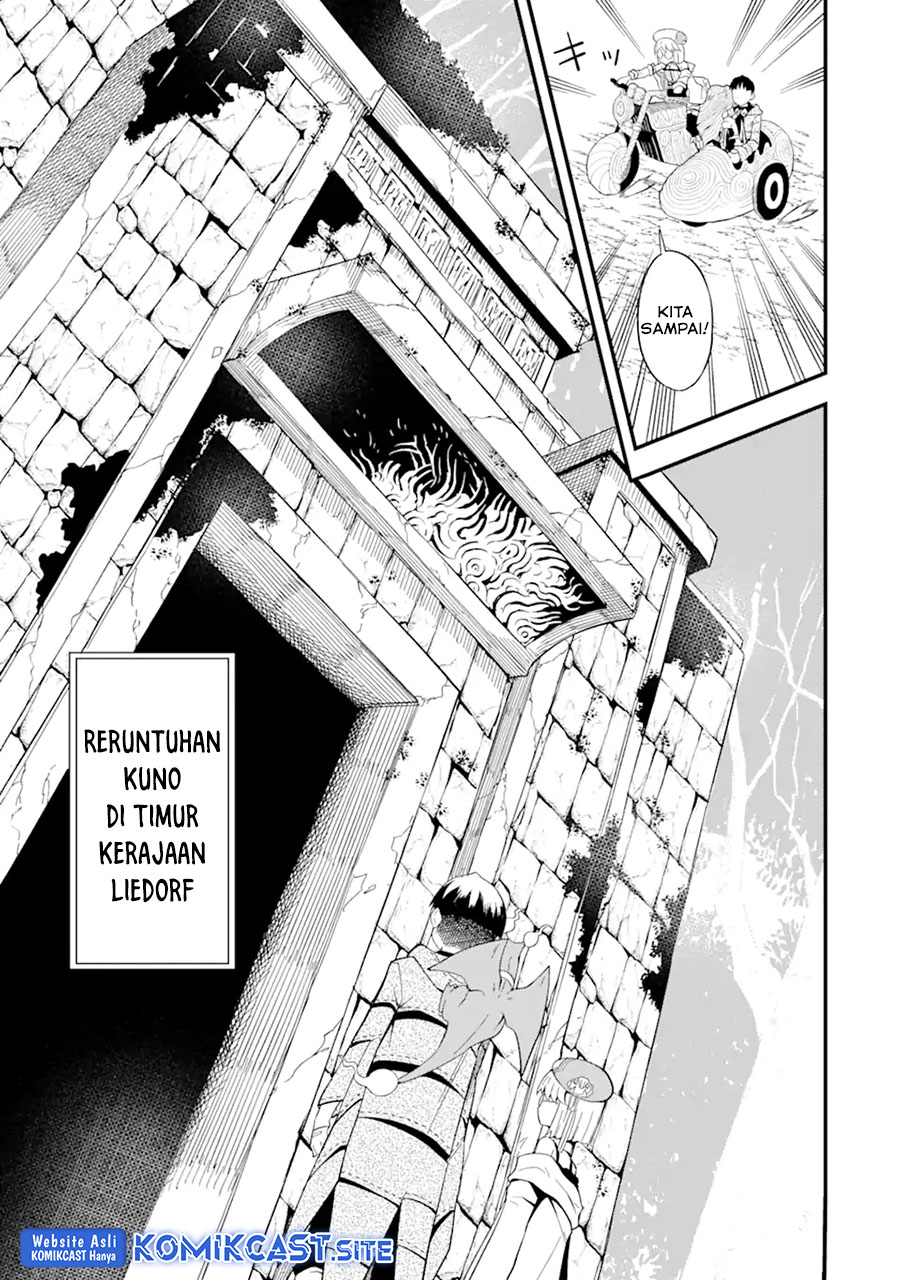 キ
ッ
KITA
SAMPAI!
RERUNTUHAN
KUNO
DI TIMUR
KERAJAAN
LIEDORF
Website Asli
KOMIKCAST Hanya
KOMIKCAST.SITE